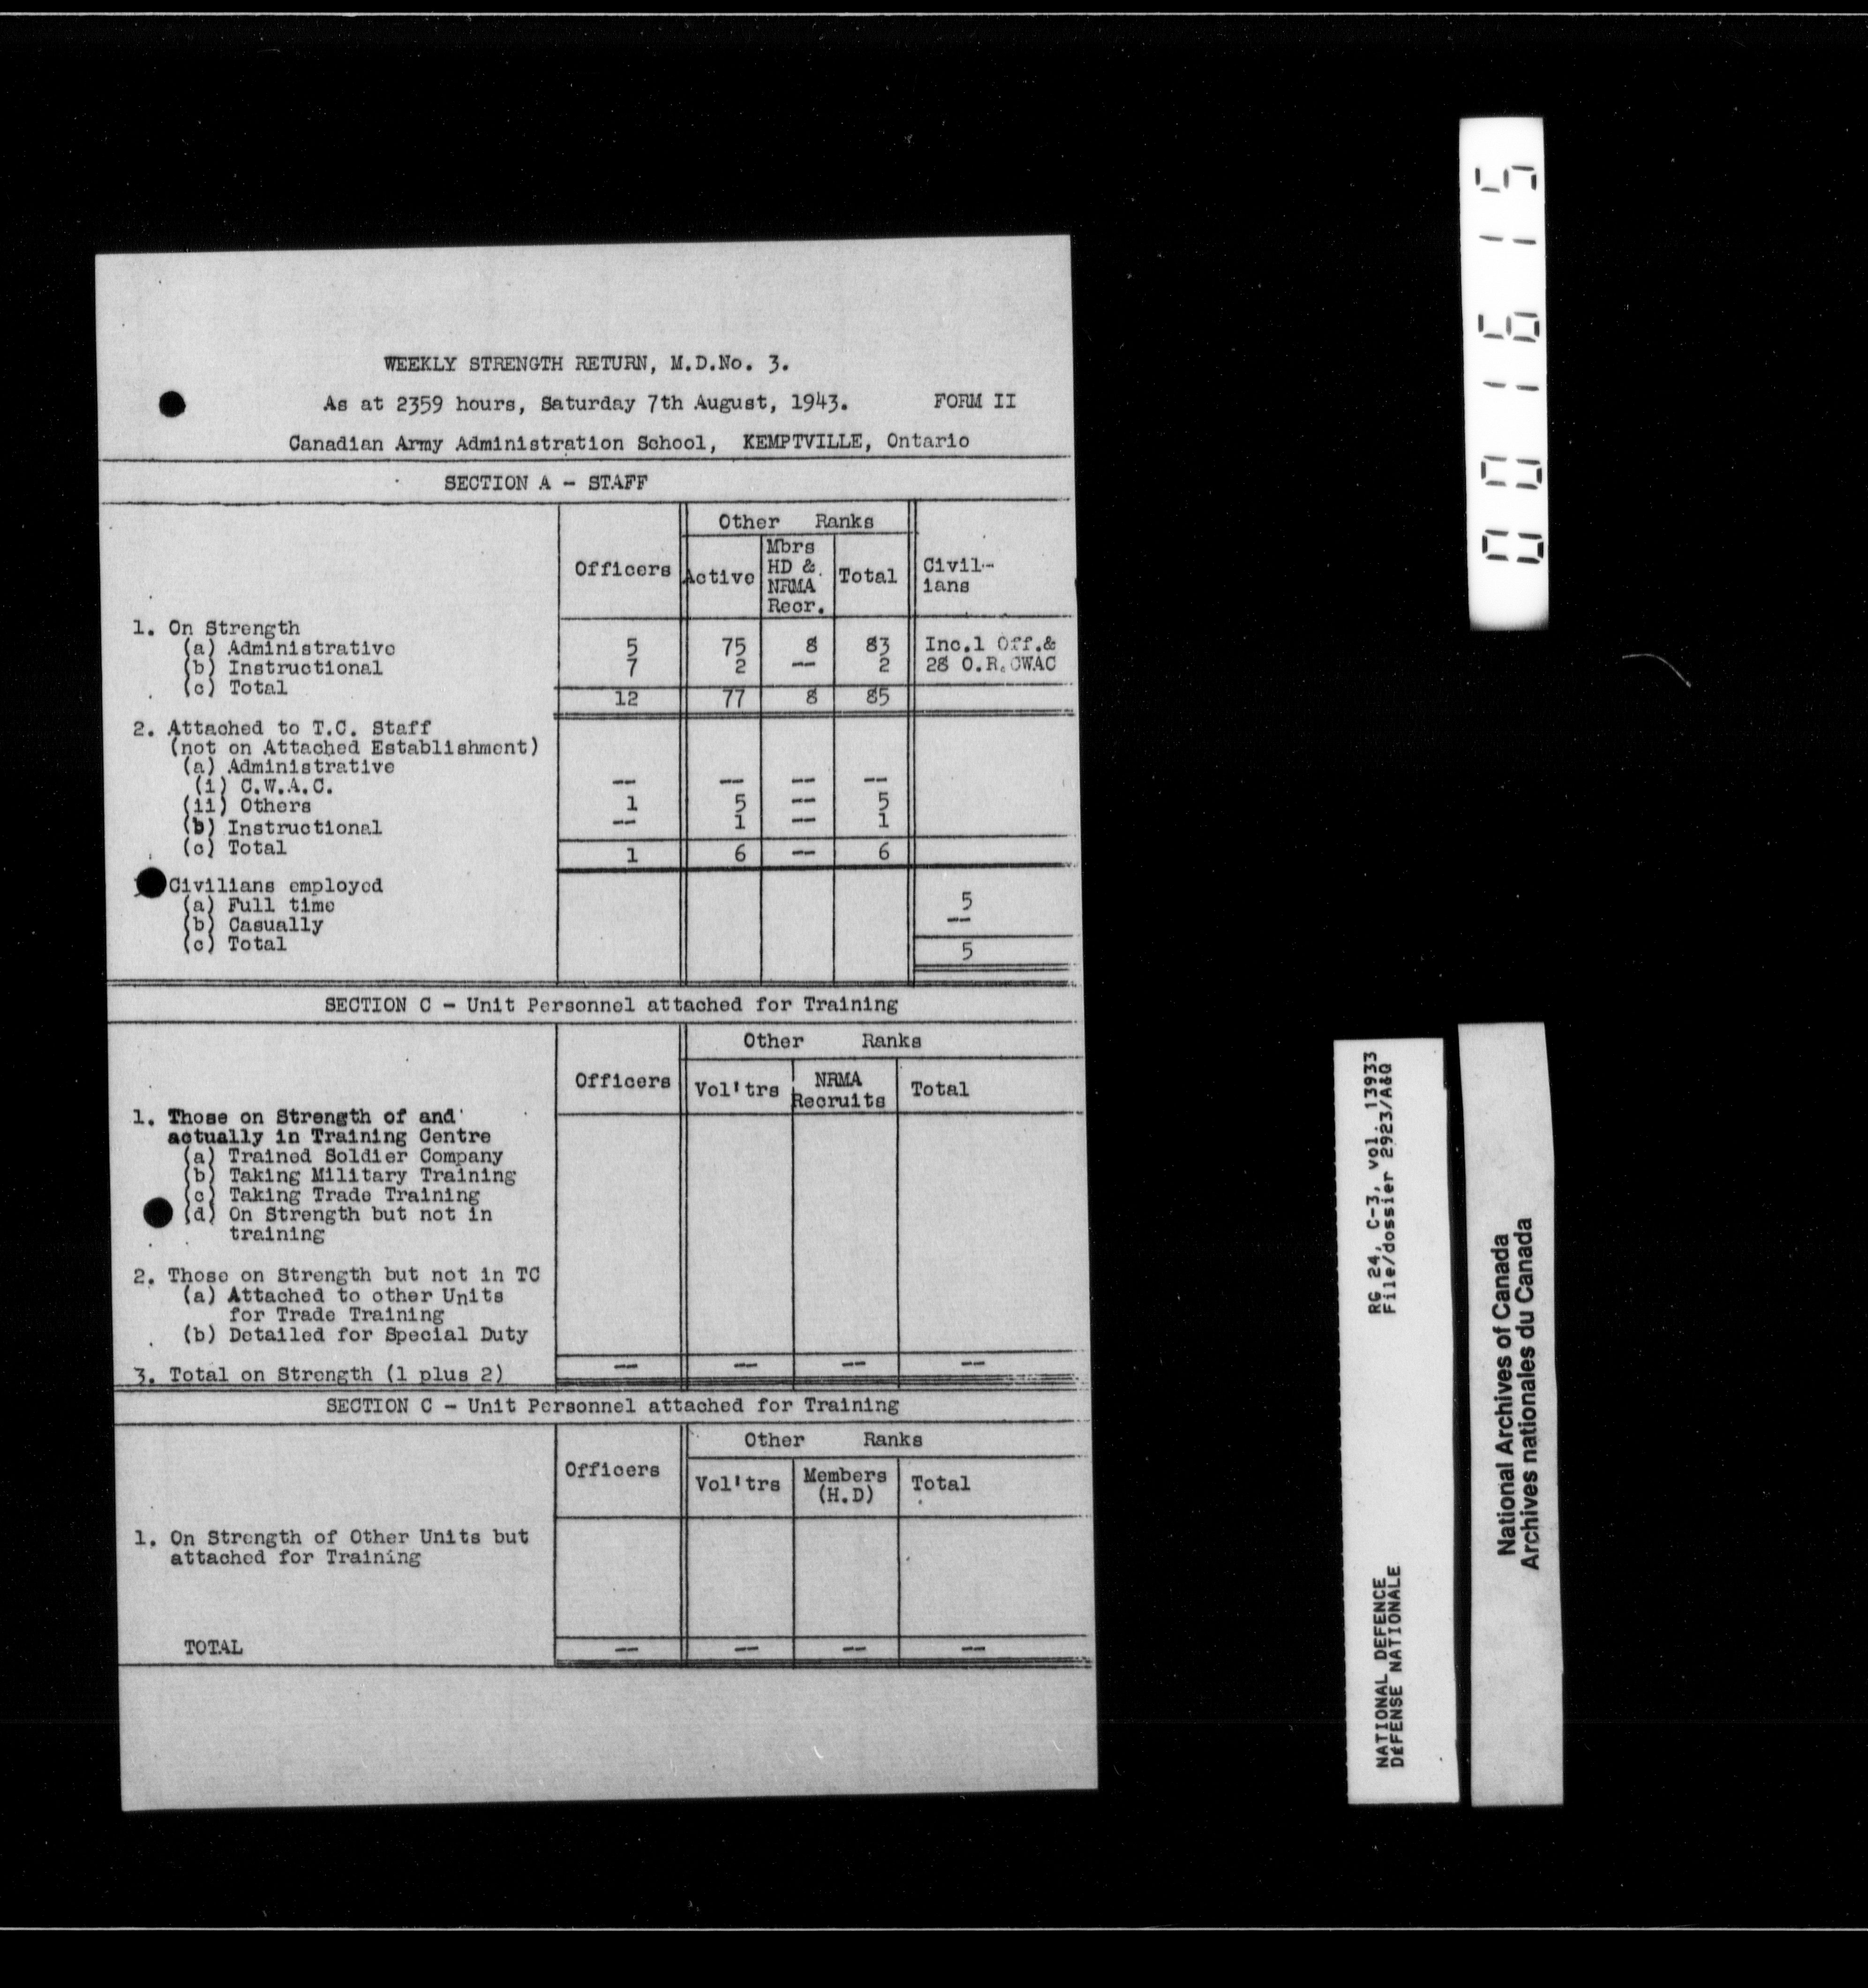 WEEKLY STRENGTH RETURN, M.D.No. 3.
As at 2359 hours, Saturday 7th August, 1943. FORM II
Canadian Army Administration School, KEMPTVILLE, Ontario
SECTION A - STAFF
Other Ranks
Officers Active Mbrs HD & NRMA Recr. Total Civil-
ians
1. On Strength
(a) Administrative 5 75 8 83 Inc.1 Off.&
(b) Instructional 7 2 -- 2 28 O.R.CWAC
(c) Total 12 77 8 85
2. Attached to T.C. Staff
(not on Attached Establishment)
(a) Administrative
(i) C.W.A.C. -- -- -- --
(ii) Others 1 5 -- 5
(b) Instructional -- 1 -- 1
(c) Total 1 6 -- 6
Civilians employed
(a) Full time 5
(b) Casually --
(c) Total 5
SECTION C - Unit Personnel attached for Training
Other Ranks
Officers Vol'trs NRMA Recruits Total
1. Those on Strength of and
actually in Training Centre
(a) Trained Soldier Company
(b) Taking Military Training
(c) Taking Trade Training
(d) On Strength but not in
training
2. Those on Strength but not in TC
(a) Attached to other Units
for Trade Training
(b) Detailed for Special Duty
3. Total on Strength (1 plus 2) -- -- -- --
SECTION C - Unit Personnel attached for Training
Other Ranks
Officers Vol'trs Members (H.D) Total
1. On Strength of Other Units but
attached for Training
TOTAL -- -- -- --
001615
RG 24, C-3, vol. 13933
File/dossier 2923/A&Q
NATIONAL DEFENCE
DÉFENSE NATIONALE
National Archives of Canada
Archives nationales du Canada